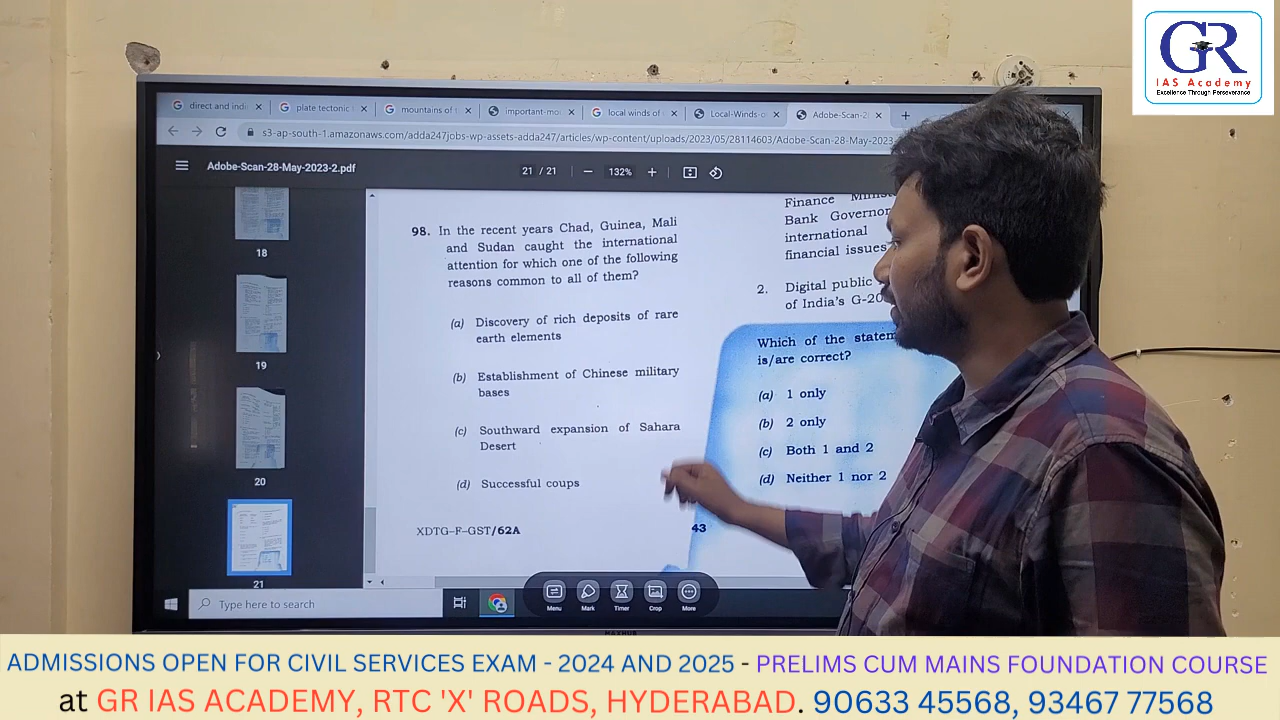 GR
IAS Academy
Excellence Through Perseverance
direct and indi
plate tectonic
mountains of
important-mo
local winds of
Local-Winds-o
Adobe-Scan-2
s3-ap-south-1.amazonaws.com/adda247jobs-wp-assets-adda247/articles/wp-content/uploads/2023/05/28114603/Adobe-Scan-28-May-2023-
Adobe-Scan-28-May-2023-2.pdf
21 / 21
132%
18
19
20
21
98. In the recent years Chad, Guinea, Mali
and Sudan caught the international
attention for which one of the following
reasons common to all of them?
(a) Discovery of rich deposits of rare
earth elements
(b) Establishment of Chinese military
bases
(c) Southward expansion of Sahara
Desert
(d) Successful coups
XDTG-F-GST/62A
43
Finance Minist
Bank Governor
international
financial issues
2. Digital public
of India's G-20
Which of the statem
is/are correct?
(a) 1 only
(b) 2 only
(c) Both 1 and 2
(d) Neither 1 nor 2
Type here to search
Menu
Mark
Timer
Crop
More
MAXHUB
ADMISSIONS OPEN FOR CIVIL SERVICES EXAM - 2024 AND 2025 - PRELIMS CUM MAINS FOUNDATION COURSE
at GR IAS ACADEMY, RTC 'X' ROADS, HYDERABAD. 90633 45568, 93467 77568